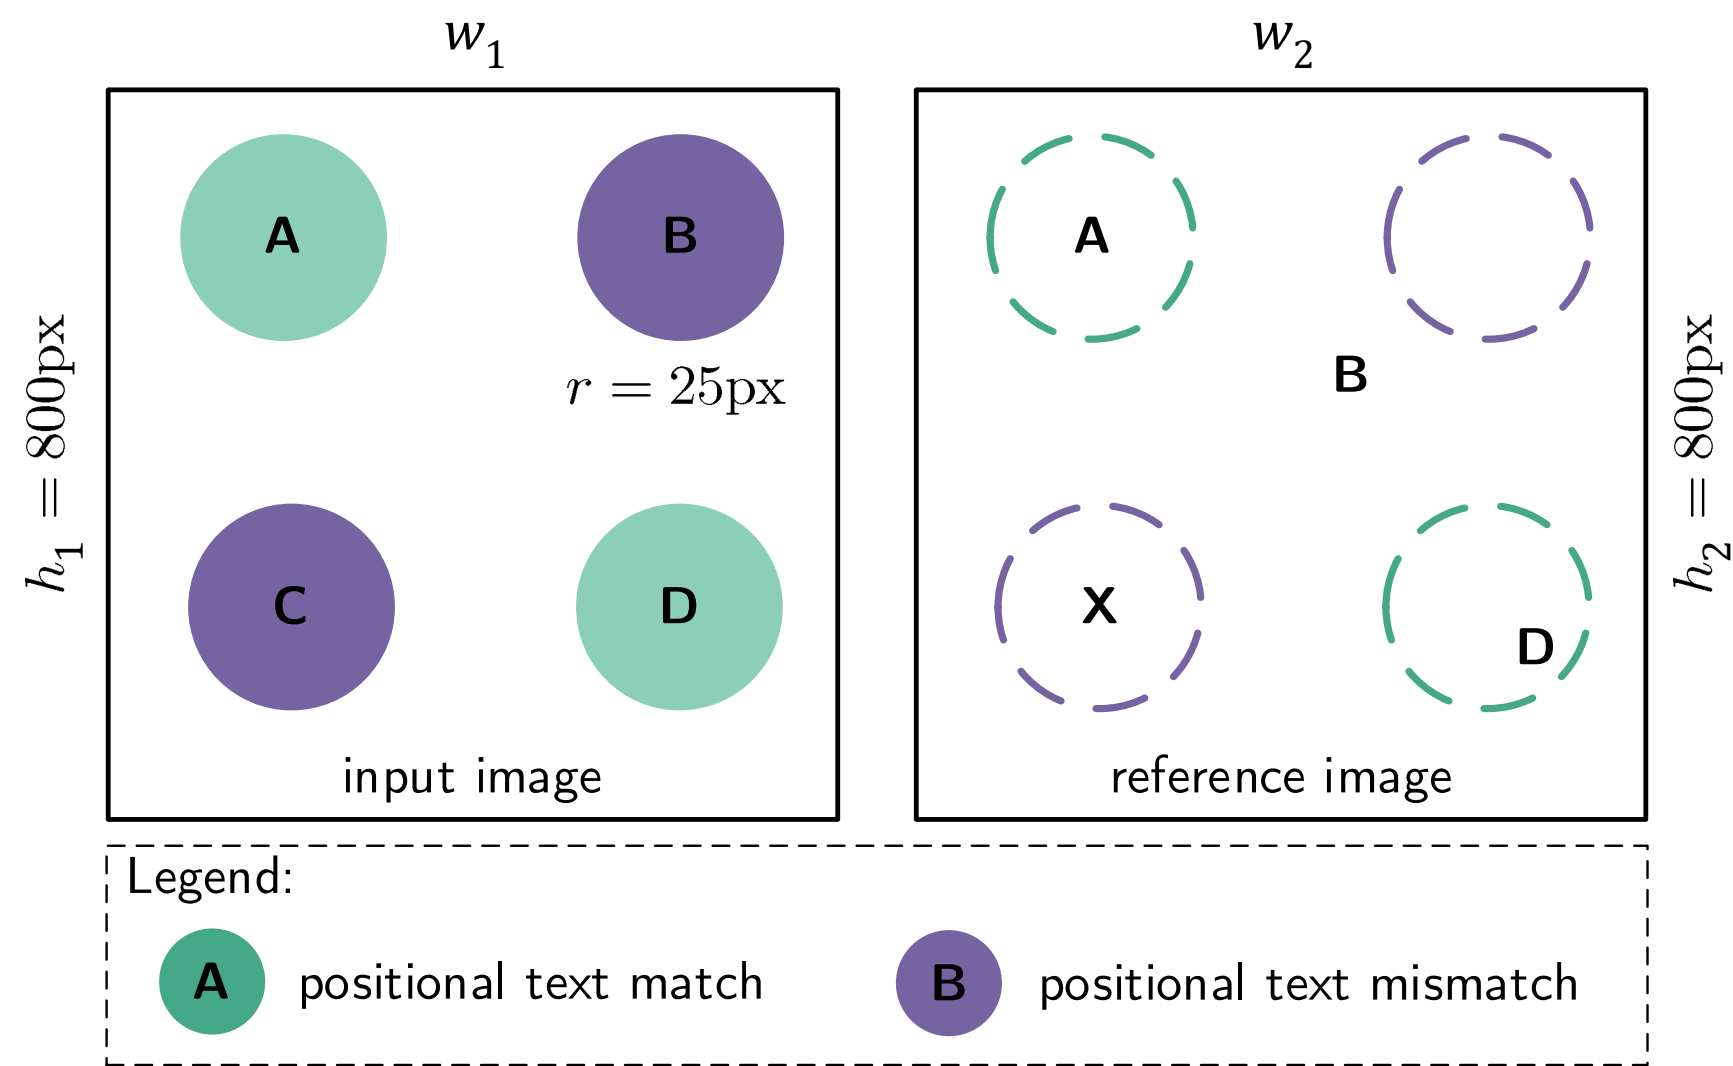 w₁
w₂
h₁ = 800px
A
B
r = 25px
C
D
input image
A
B
X
D
reference image
h₂ = 800px
Legend:
A positional text match
B positional text mismatch